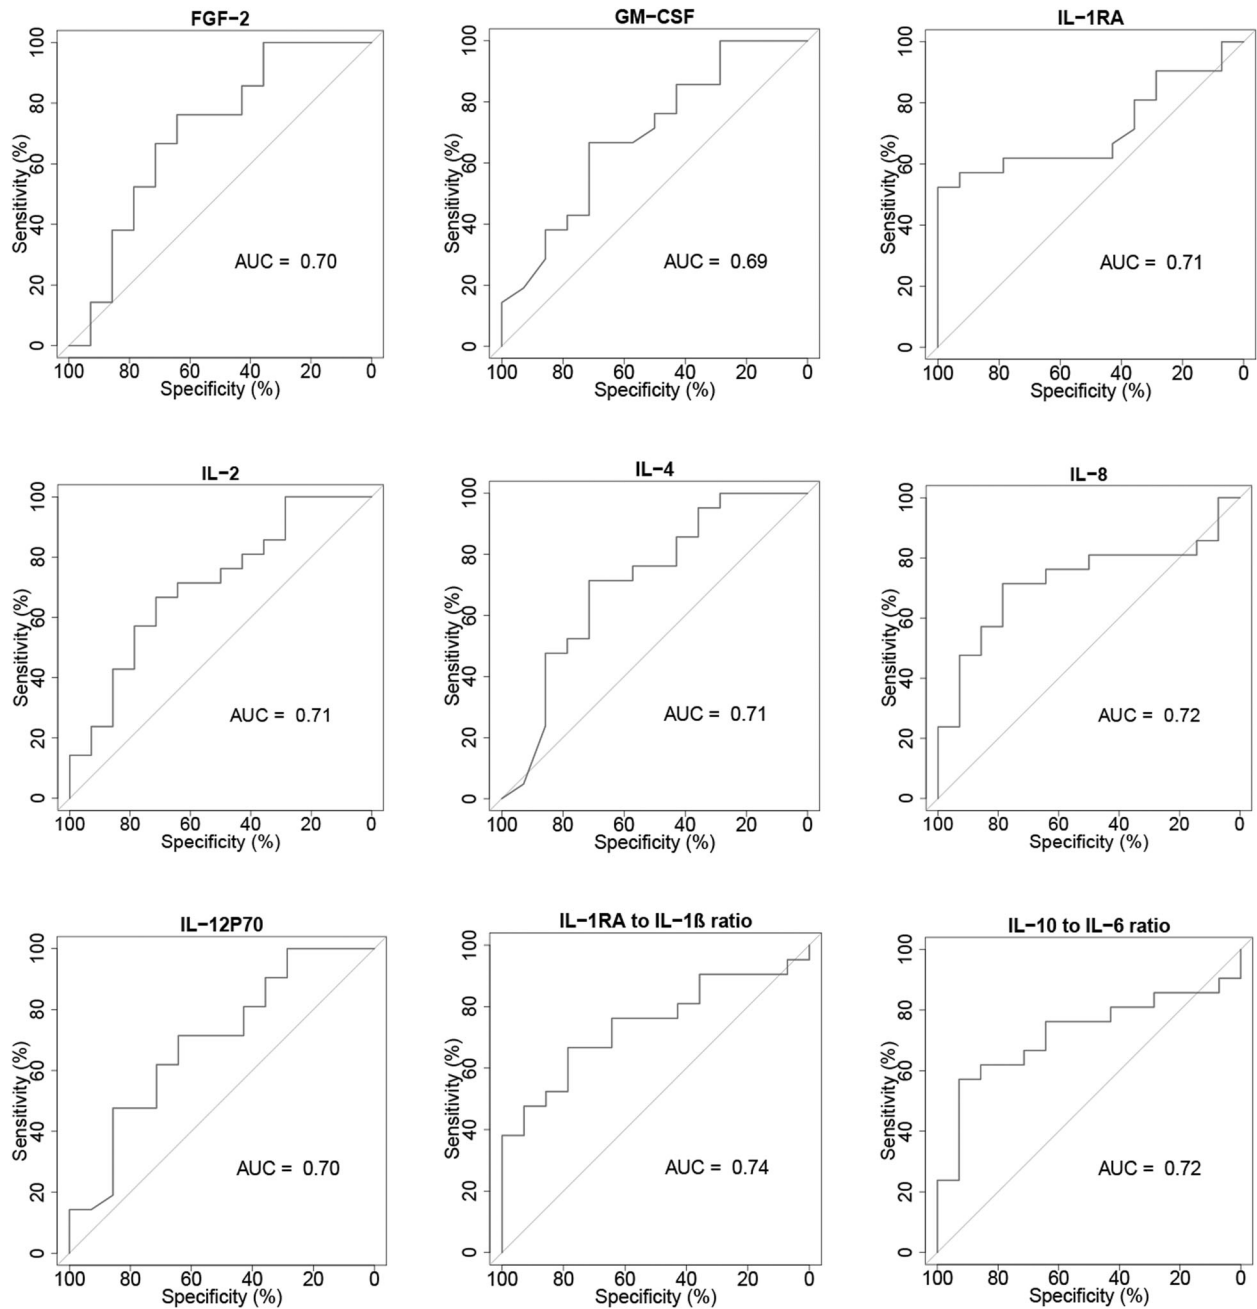 FGF−2
100
80
60
40
20
0
Sensitivity (%)
AUC = 0.70
100 80 60 40 20 0
Specificity (%)
GM−CSF
100
80
60
40
20
0
Sensitivity (%)
AUC = 0.69
100 80 60 40 20 0
Specificity (%)
IL−1RA
100
80
60
40
20
0
Sensitivity (%)
AUC = 0.71
100 80 60 40 20 0
Specificity (%)
IL−2
100
80
60
40
20
0
Sensitivity (%)
AUC = 0.71
100 80 60 40 20 0
Specificity (%)
IL−4
100
80
60
40
20
0
Sensitivity (%)
AUC = 0.71
100 80 60 40 20 0
Specificity (%)
IL−8
100
80
60
40
20
0
Sensitivity (%)
AUC = 0.72
100 80 60 40 20 0
Specificity (%)
IL−12P70
100
80
60
40
20
0
Sensitivity (%)
AUC = 0.70
100 80 60 40 20 0
Specificity (%)
IL−1RA to IL−1ß ratio
100
80
60
40
20
0
Sensitivity (%)
AUC = 0.74
100 80 60 40 20 0
Specificity (%)
IL−10 to IL−6 ratio
100
80
60
40
20
0
Sensitivity (%)
AUC = 0.72
100 80 60 40 20 0
Specificity (%)